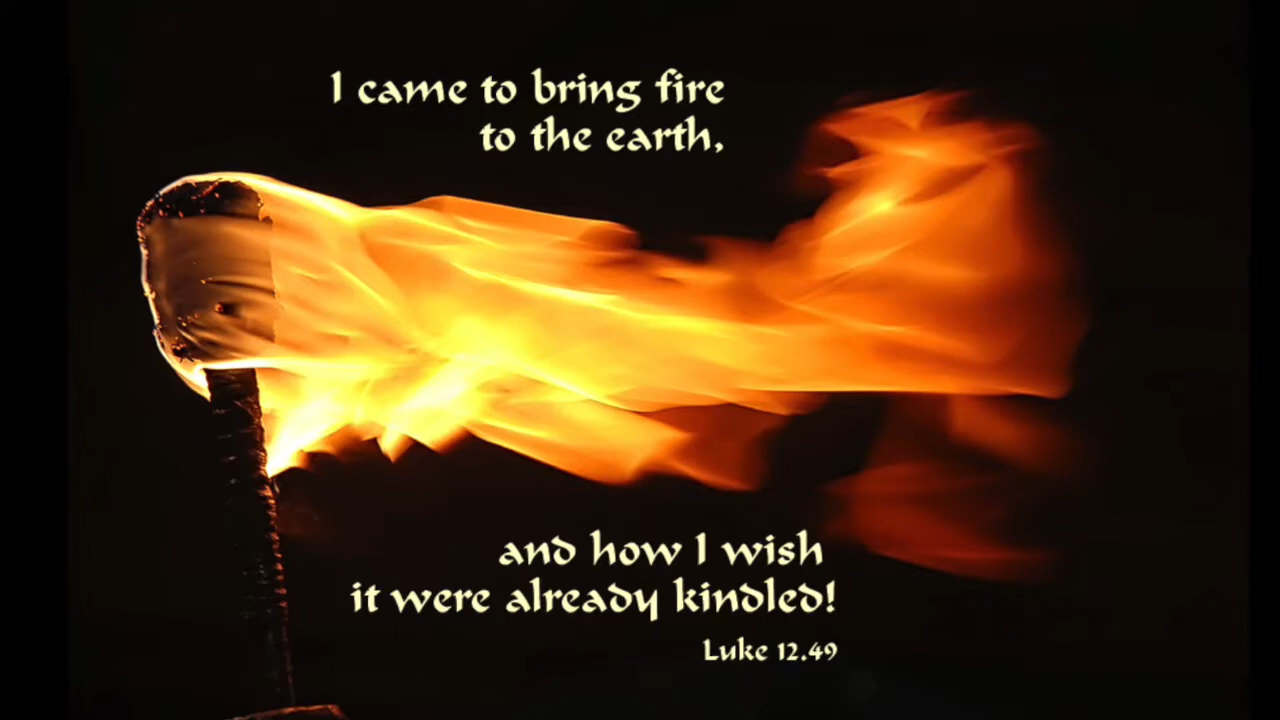 I came to bring fire
to the earth,
and how I wish
it were already kindled!
Luke 12.49